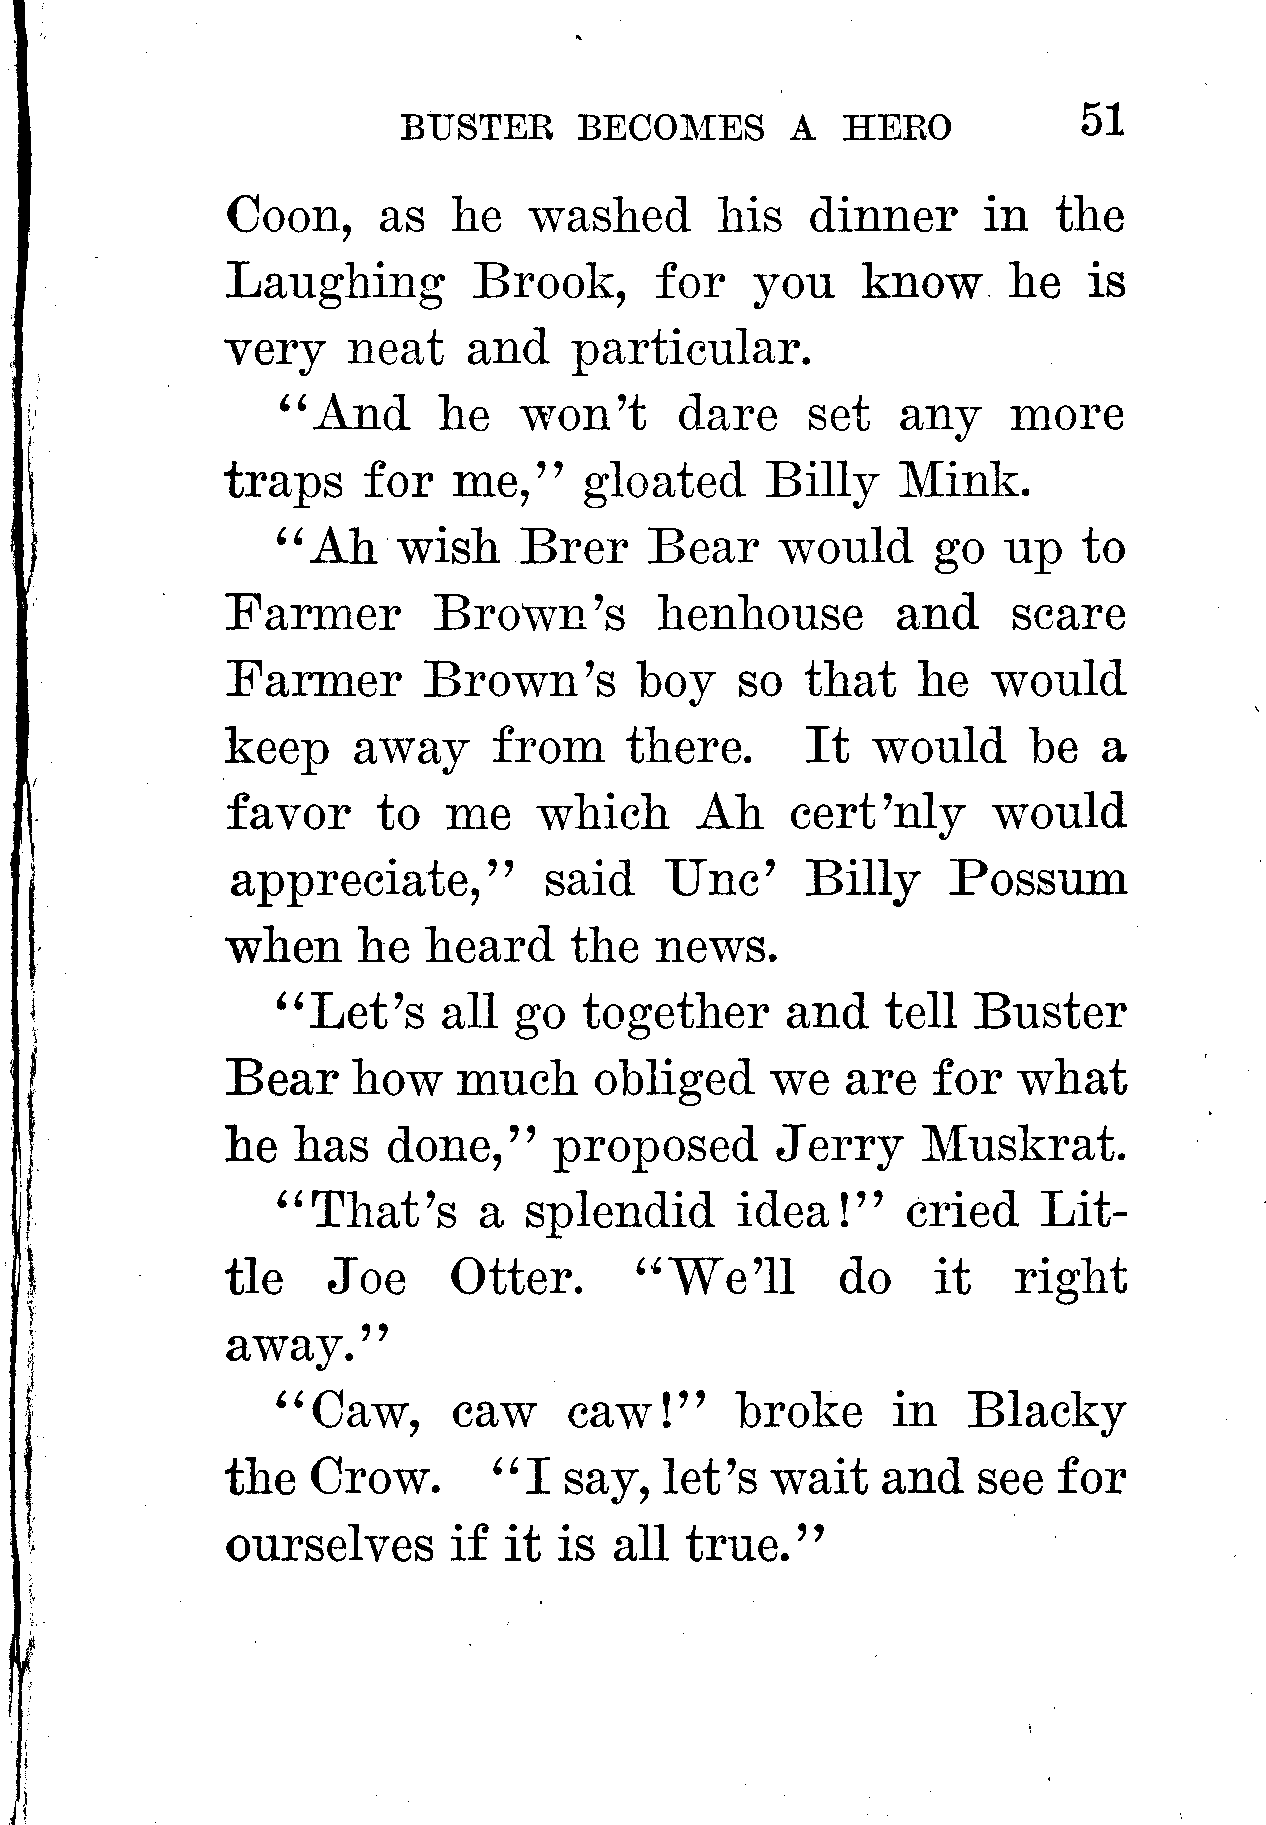 BUSTER BECOMES A HERO 51
Coon, as he washed his dinner in the
Laughing Brook, for you know he is
very neat and particular.
"And he won't dare set any more
traps for me," gloated Billy Mink.
"Ah wish Brer Bear would go up to
Farmer Brown's henhouse and scare
Farmer Brown's boy so that he would
keep away from there. It would be a
favor to me which Ah cert'nly would
appreciate," said Unc' Billy Possum
when he heard the news.
"Let's all go together and tell Buster
Bear how much obliged we are for what
he has done," proposed Jerry Muskrat.
"That's a splendid idea!" cried Lit-
tle Joe Otter. "We'll do it right
away."
"Caw, caw caw!" broke in Blacky
the Crow. "I say, let's wait and see for
ourselves if it is all true."